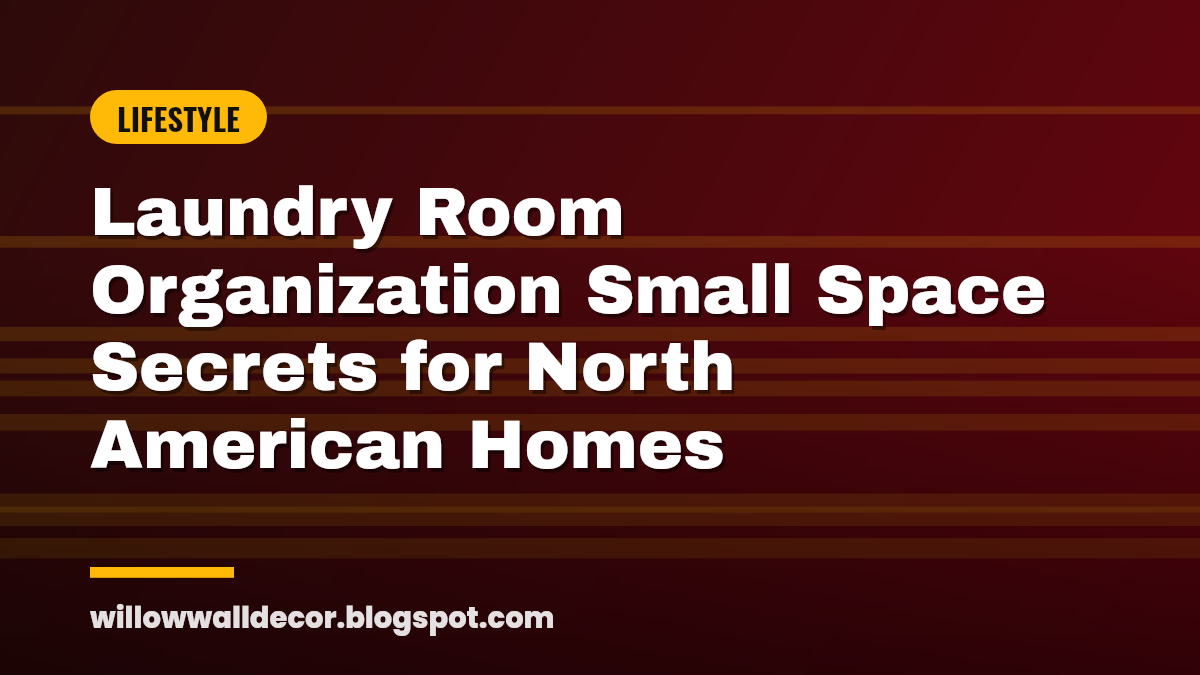 LIFESTYLE
Laundry Room
Organization Small Space
Secrets for North
American Homes
willowwalldecor.blogspot.com